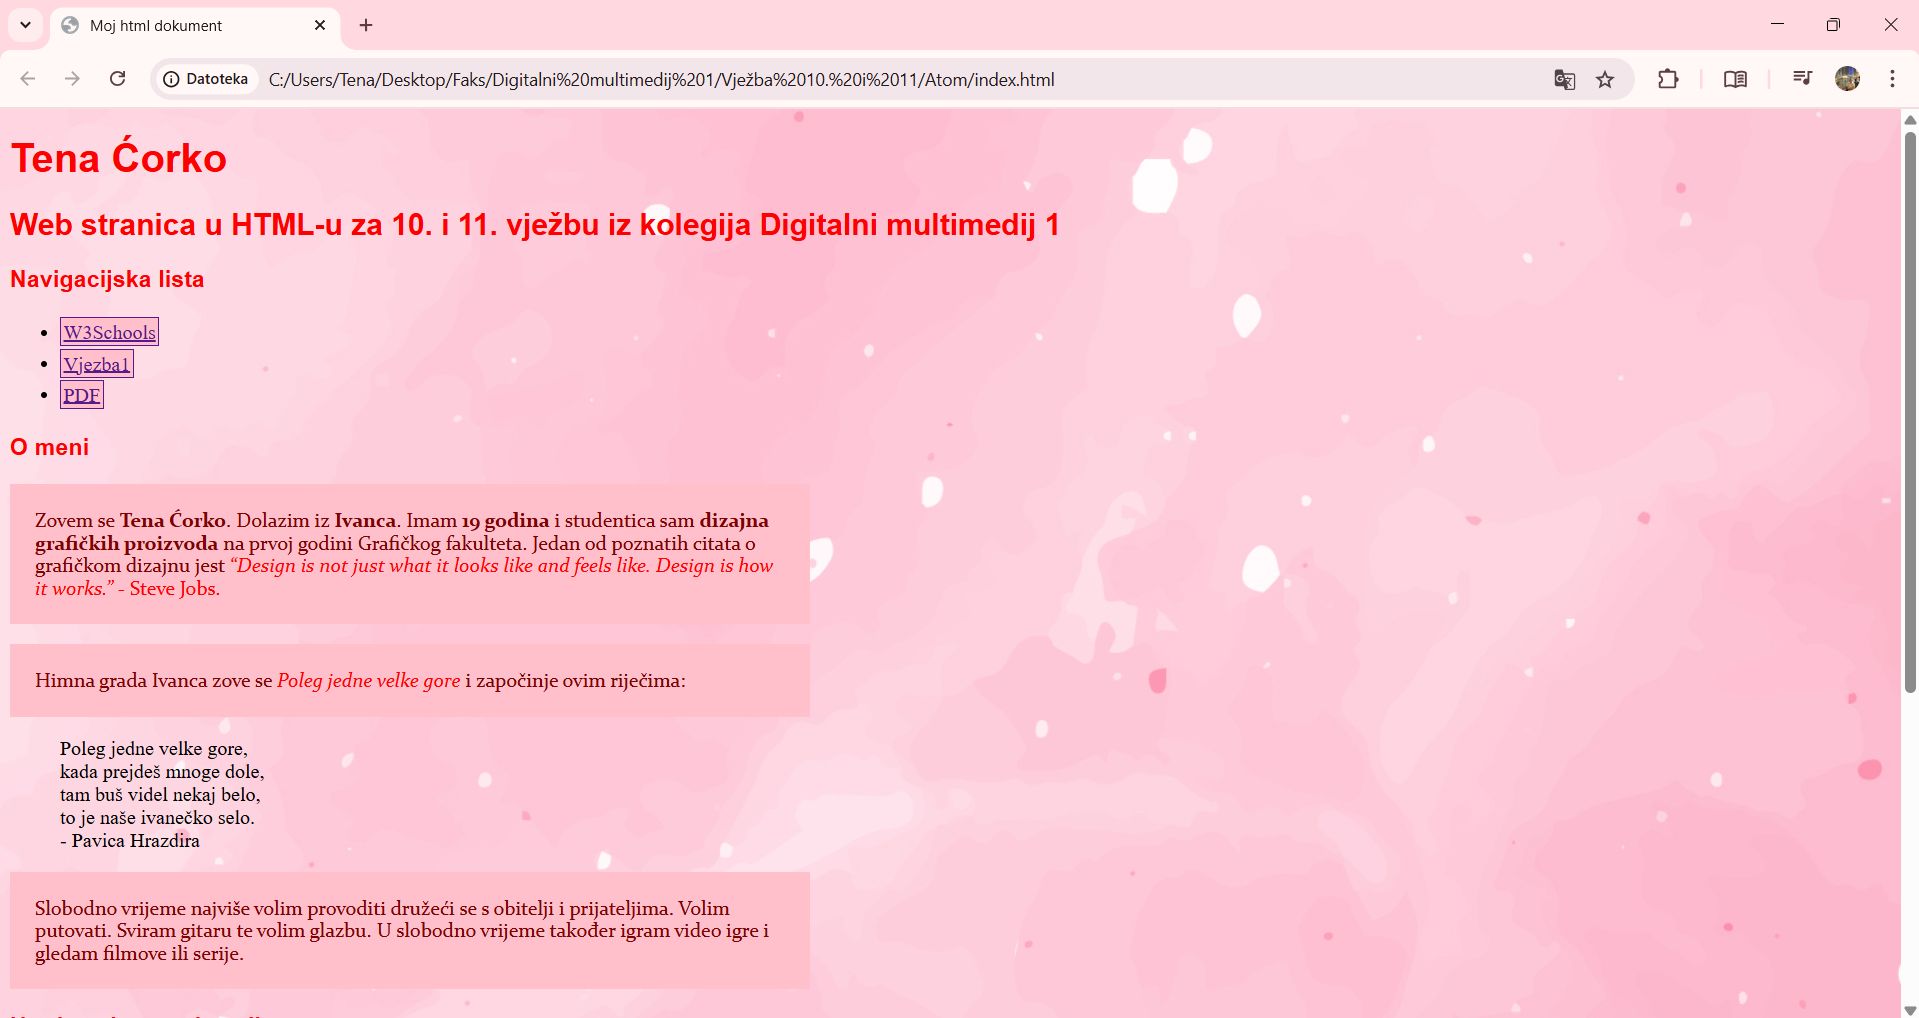 Moj html dokument
Datoteka C:/Users/Tena/Desktop/Faks/Digitalni%20multimedij%201/Vježba%2010.%20i%2011/Atom/index.html
Tena Ćorko
Web stranica u HTML-u za 10. i 11. vježbu iz kolegija Digitalni multimedij 1
Navigacijska lista
W3Schools
Vjezba1
PDF
O meni
Zovem se Tena Ćorko. Dolazim iz Ivanca. Imam 19 godina i studentica sam dizajna
grafičkih proizvoda na prvoj godini Grafičkog fakulteta. Jedan od poznatih citata o
grafičkom dizajnu jest “Design is not just what it looks like and feels like. Design is how
it works.” - Steve Jobs.
Himna grada Ivanca zove se Poleg jedne velke gore i započinje ovim riječima:
Poleg jedne velke gore,
kada prejdeš mnoge dole,
tam buš videl nekaj belo,
to je naše ivanečko selo.
- Pavica Hrazdira
Slobodno vrijeme najviše volim provoditi družeći se s obitelji i prijateljima. Volim
putovati. Sviram gitaru te volim glazbu. U slobodno vrijeme također igram video igre i
gledam filmove ili serije.